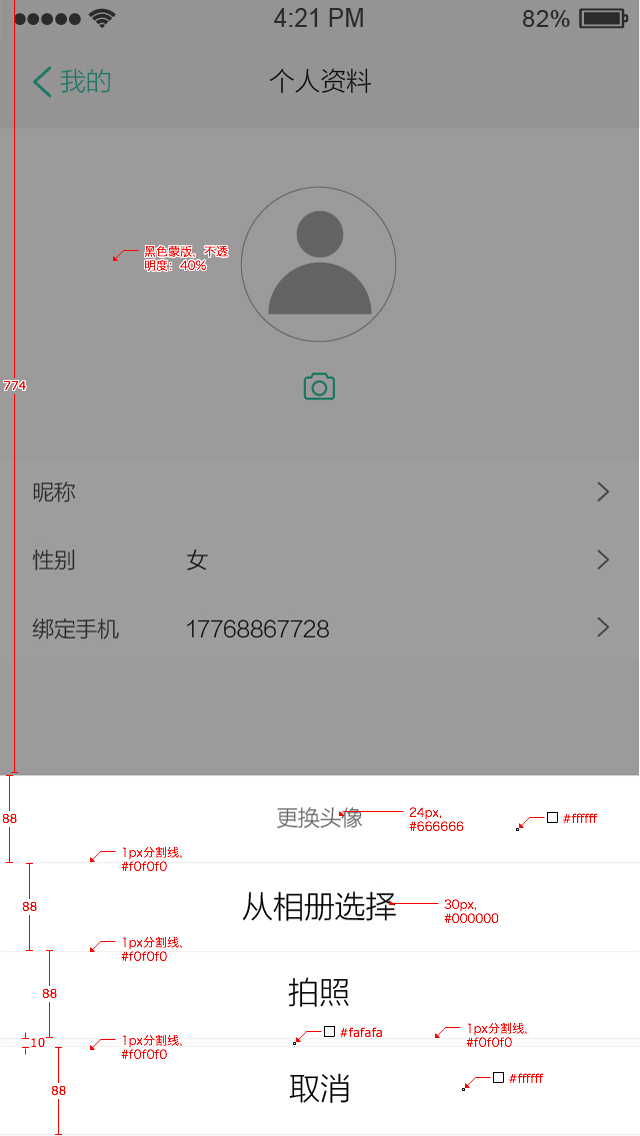 4:21 PM 82%
我的 个人资料
黑色蒙版、不透
明度：40%
774
昵称
性别 女
绑定手机 17768867728
88
更换头像
24px,
#666666
#ffffff
1px分割线、
#f0f0f0
88
从相册选择
30px,
#000000
1px分割线、
#f0f0f0
88
拍照
10
1px分割线、
#f0f0f0
#fafafa
1px分割线、
#f0f0f0
88
取消
#ffffff